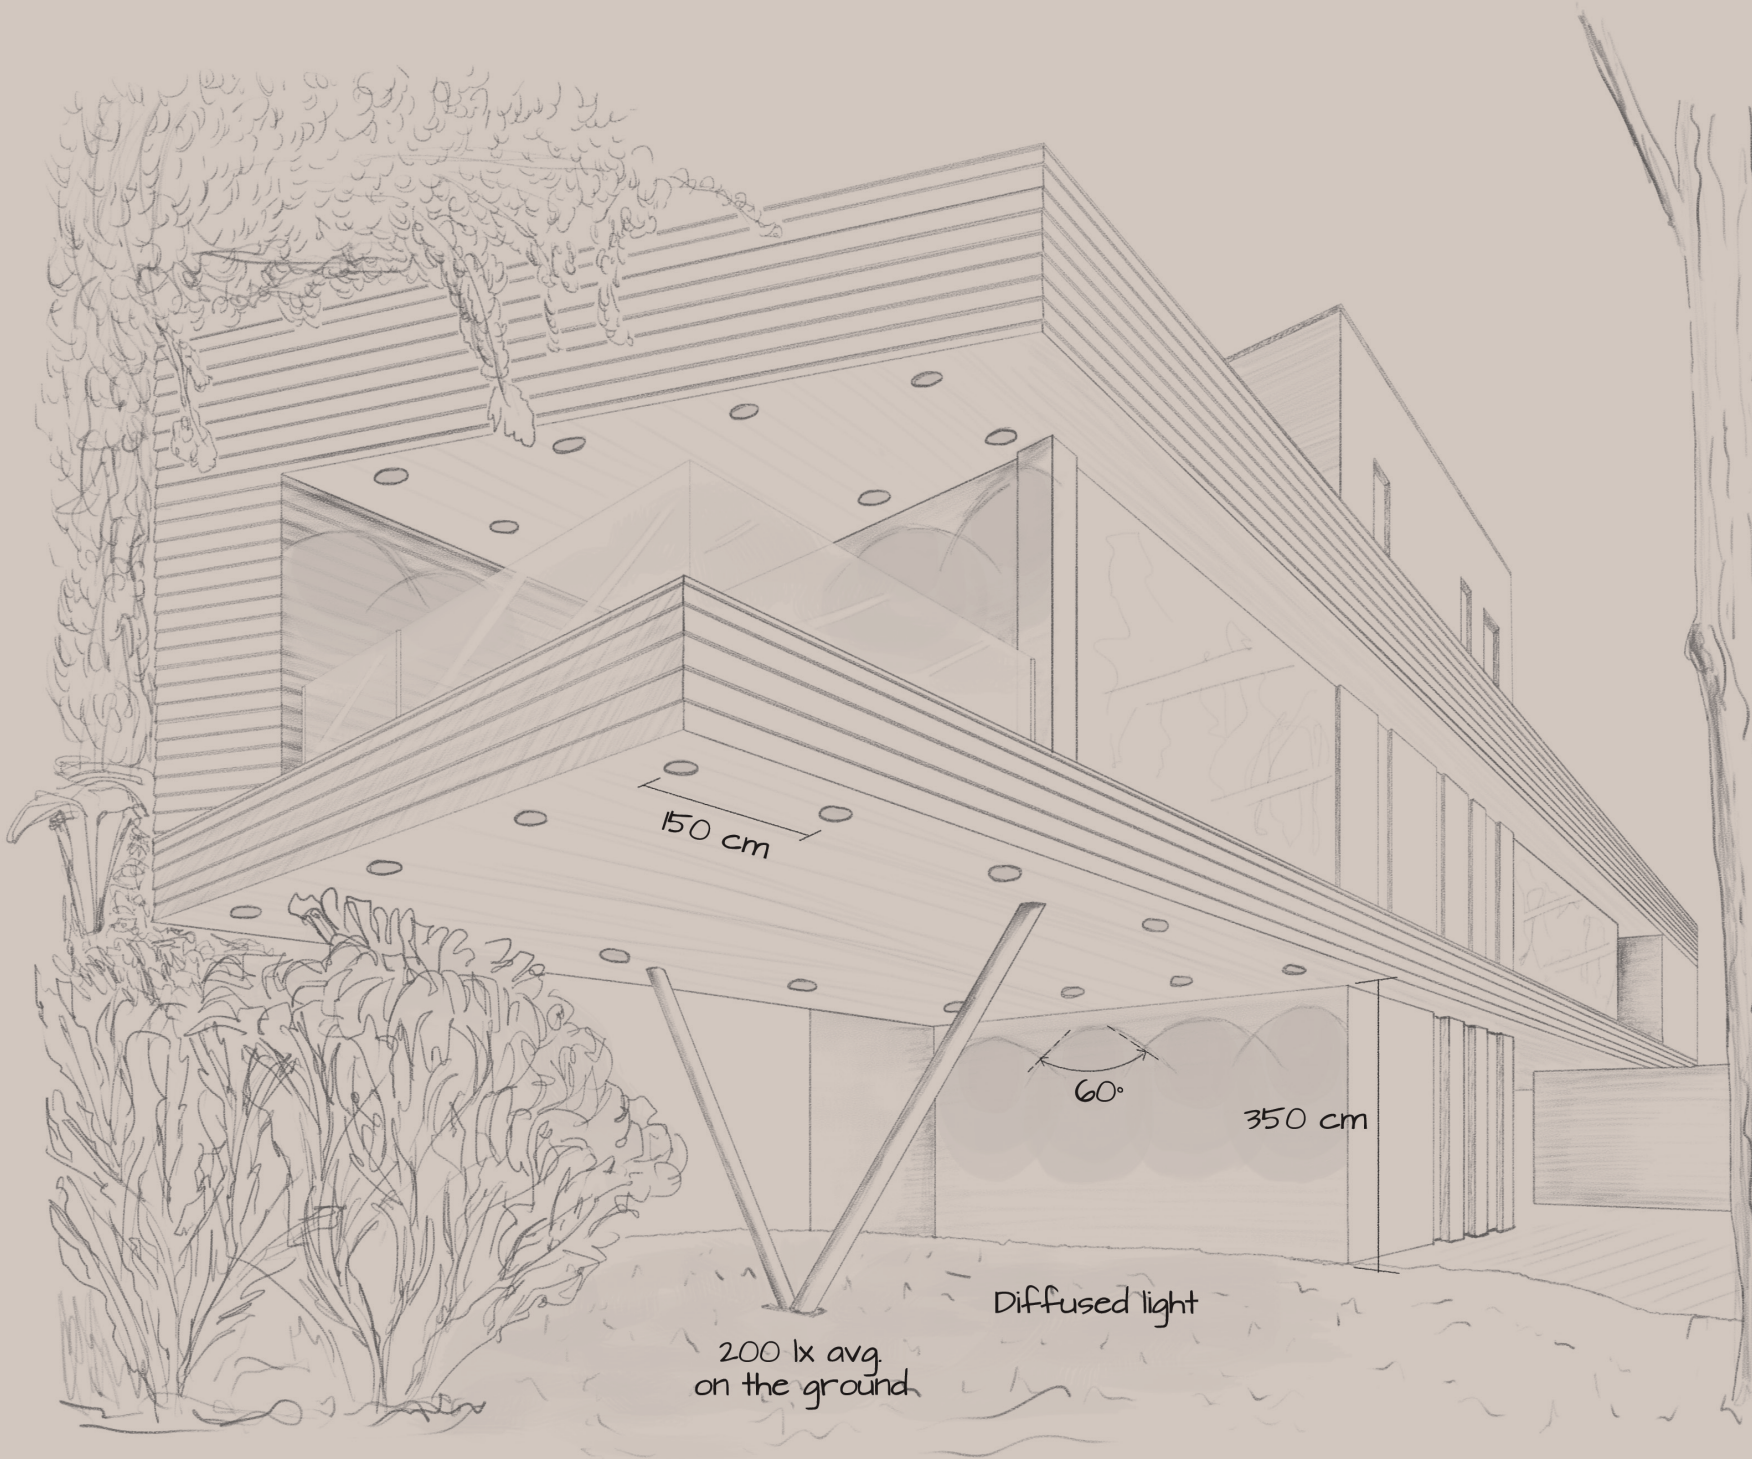 150 cm
60°
350 cm
Diffused light
200 lx avg.
on the ground